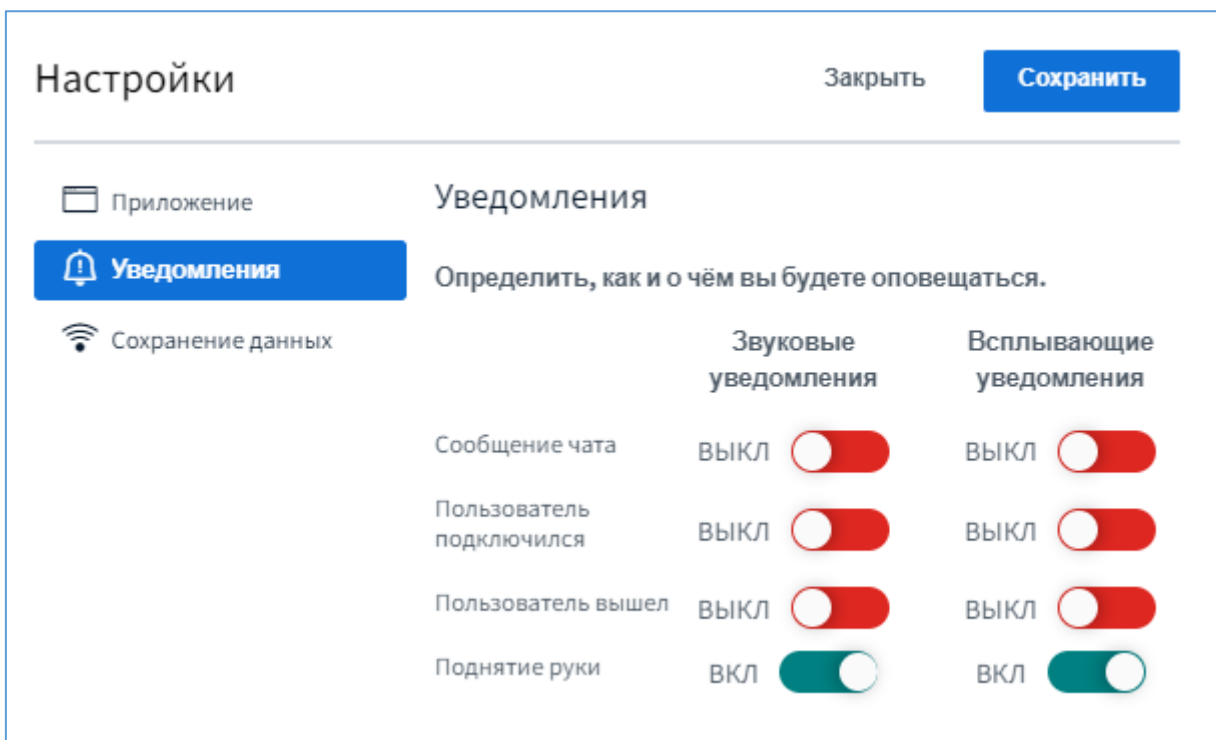 Настройки
Закрыть
Сохранить
Приложение
Уведомления
Сохранение данных
Уведомления
Определить, как и о чём вы будете оповещаться.
Звуковые
уведомления
Всплывающие
уведомления
Сообщение чата
ВЫКЛ
ВЫКЛ
Пользователь
подключился
ВЫКЛ
ВЫКЛ
Пользователь вышел
ВЫКЛ
ВЫКЛ
Поднятие руки
ВКЛ
ВКЛ